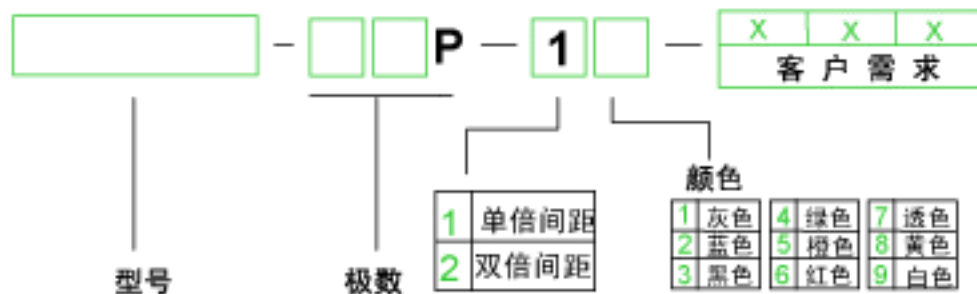 — P — 1 — X X X
客户需求
颜色
1 单倍间距
2 双倍间距
1 灰色 4 绿色 7 透色
2 蓝色 5 橙色 8 黄色
3 黑色 6 红色 9 白色
型号 极数